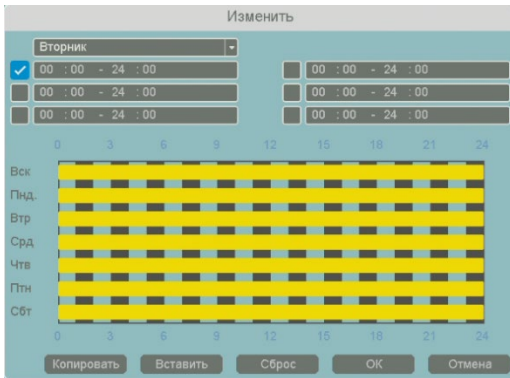 Изменить
Вторник
00 : 00 - 24 : 00 00 : 00 - 24 : 00
00 : 00 - 24 : 00 00 : 00 - 24 : 00
00 : 00 - 24 : 00 00 : 00 - 24 : 00
0 3 6 9 12 15 18 21 24
Вск
Пнд.
Втр
Срд
Чтв
Птн
Сбт
0 3 6 9 12 15 18 21 24
Копировать Вставить Сброс ОК Отмена